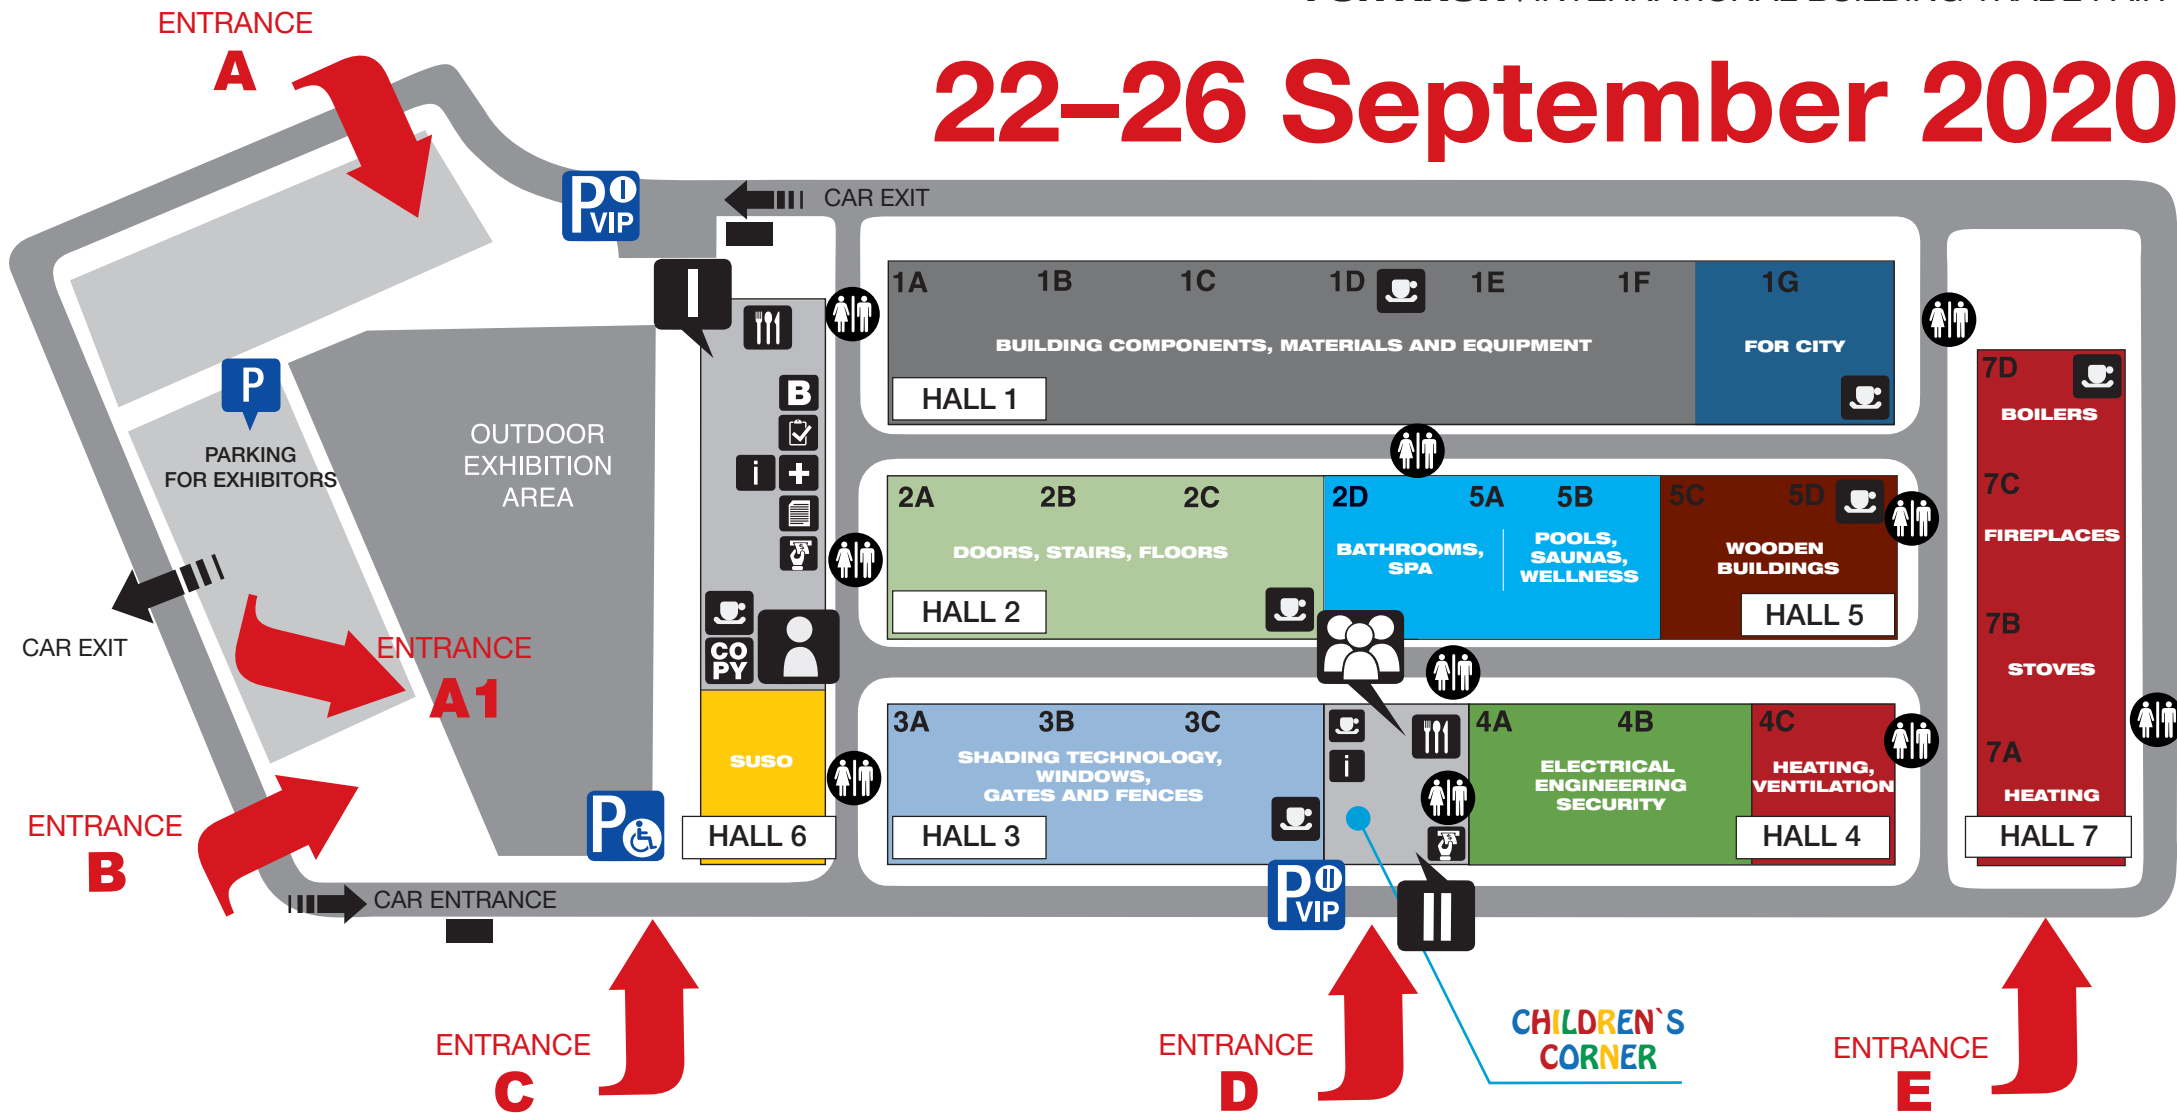 22–26 September 2020
ENTRANCE
A
P VIP
CAR EXIT
I
1A 1B 1C 1D 1E 1F 1G
BUILDING COMPONENTS, MATERIALS AND EQUIPMENT
FOR CITY
HALL 1
P
PARKING
FOR EXHIBITORS
OUTDOOR
EXHIBITION
AREA
B
i
2A 2B 2C 2D 5A 5B 5C 5D
DOORS, STAIRS, FLOORS
BATHROOMS,
SPA
POOLS,
SAUNAS,
WELLNESS
WOODEN
BUILDINGS
HALL 2
HALL 5
7D
BOILERS
7C
FIREPLACES
7B
STOVES
7A
HEATING
HALL 7
CAR EXIT
ENTRANCE
A1
CO
PY
SUSO
HALL 6
3A 3B 3C 4A 4B 4C
SHADING TECHNOLOGY,
WINDOWS,
GATES AND FENCES
i
ELECTRICAL
ENGINEERING
SECURITY
HEATING,
VENTILATION
HALL 3
HALL 4
ENTRANCE
B
P
CAR ENTRANCE
P II VIP
II
ENTRANCE
C
ENTRANCE
D
CHILDREN`S
CORNER
ENTRANCE
E